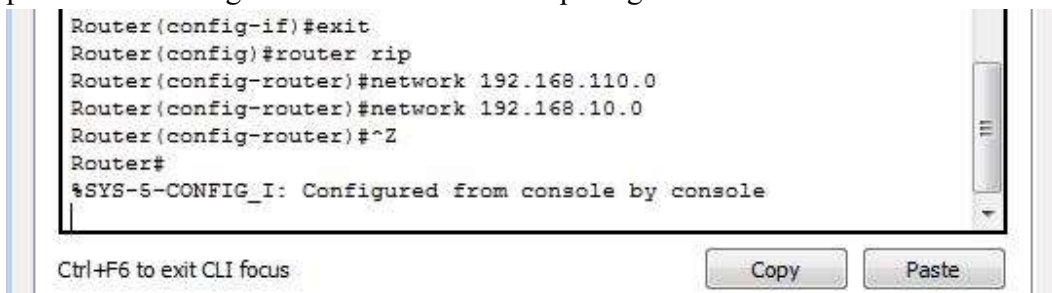 Router(config-if)#exit
Router(config)#router rip
Router(config-router)#network 192.168.110.0
Router(config-router)#network 192.168.10.0
Router(config-router)#^Z
Router#
%SYS-5-CONFIG_I: Configured from console by console
Ctrl+F6 to exit CLI focus
Copy
Paste